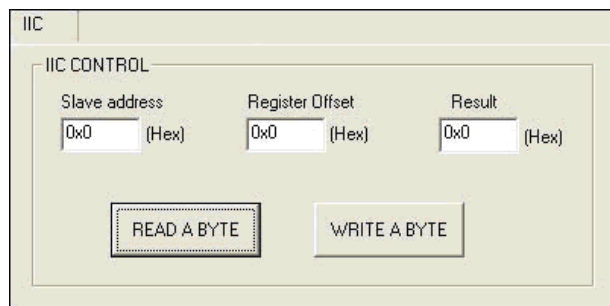 IIC
IIC CONTROL
Slave address Register Offset Result
0x0 (Hex) 0x0 (Hex) 0x0 (Hex)
READ A BYTE WRITE A BYTE